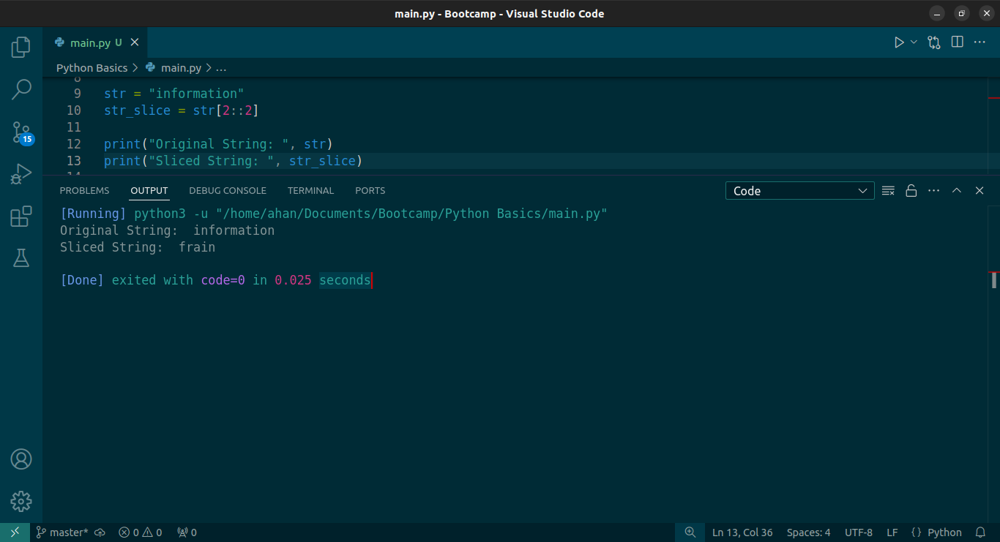 main.py - Bootcamp - Visual Studio Code
main.py U
Python Basics > main.py > ...
8
9 str = "information"
10 str_slice = str[2::2]
11
12 print("Original String: ", str)
13 print("Sliced String: ", str_slice)
14
15
PROBLEMS OUTPUT DEBUG CONSOLE TERMINAL PORTS Code
[Running] python3 -u "/home/ahan/Documents/Bootcamp/Python Basics/main.py"
Original String:  information
Sliced String:  frain
[Done] exited with code=0 in 0.025 seconds
master* 0 0 0 Ln 13, Col 36 Spaces: 4 UTF-8 LF {} Python